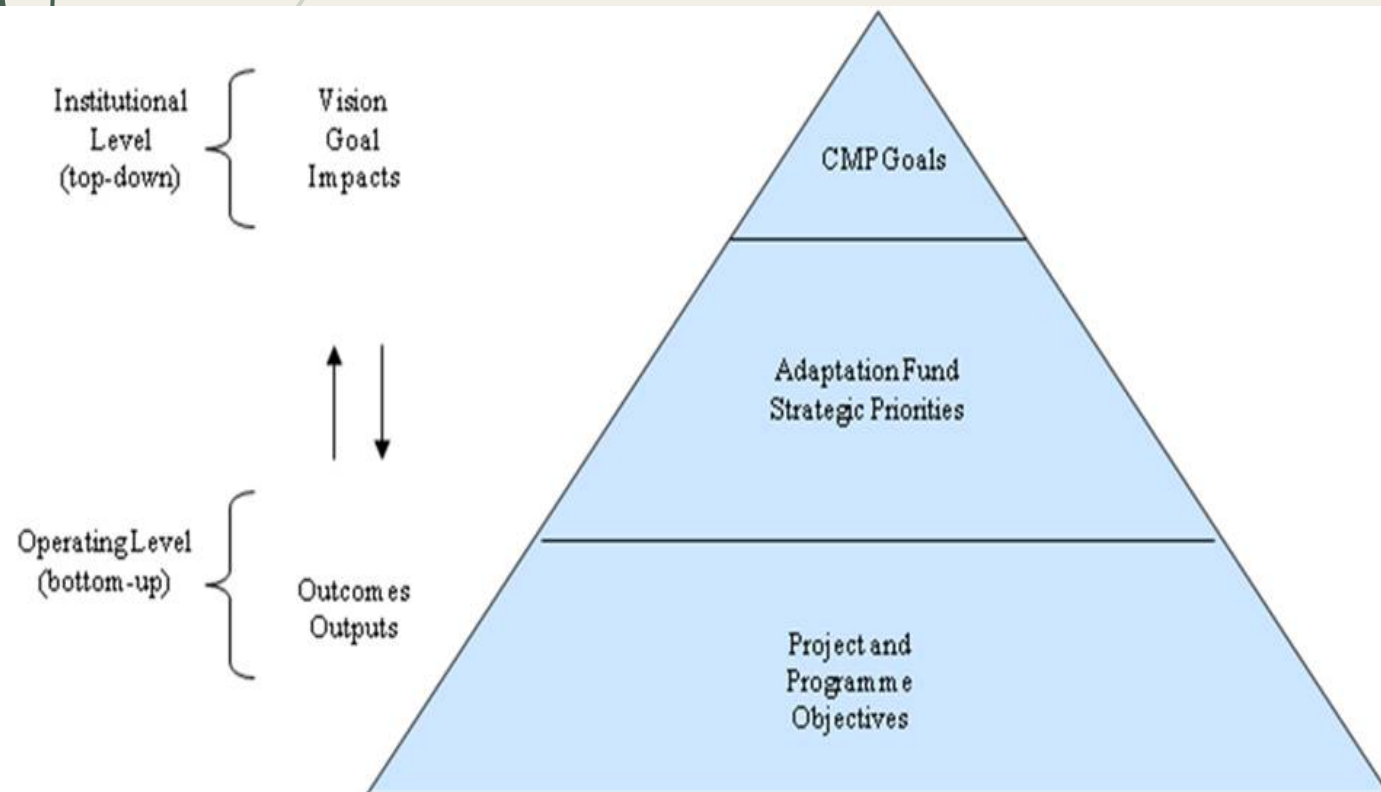 Institutional
Level
(top-down)
Vision
Goal
Impacts
CMP Goals
Adaptation Fund
Strategic Priorities
Operating Level
(bottom-up)
Outcomes
Outputs
Project and
Programme
Objectives